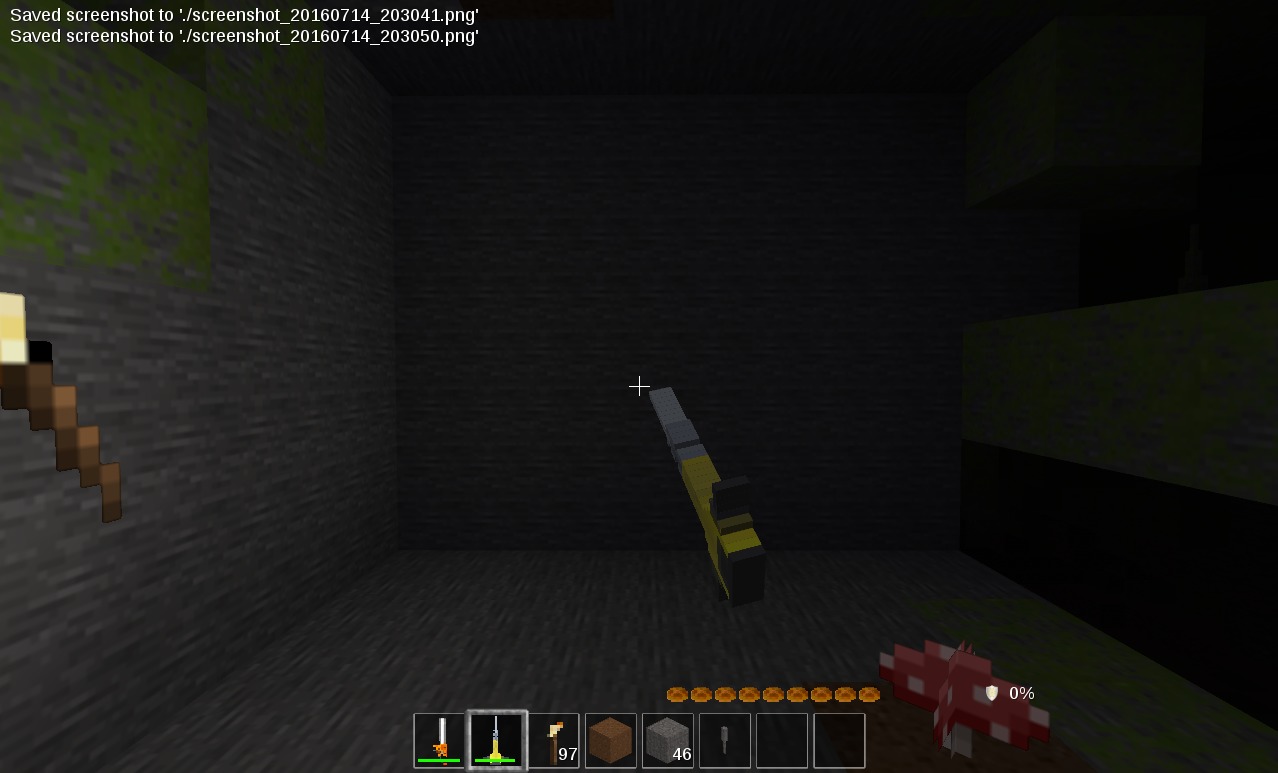 Saved screenshot to './screenshot_20160714_203041.png'
Saved screenshot to './screenshot_20160714_203050.png'
0%
97
46